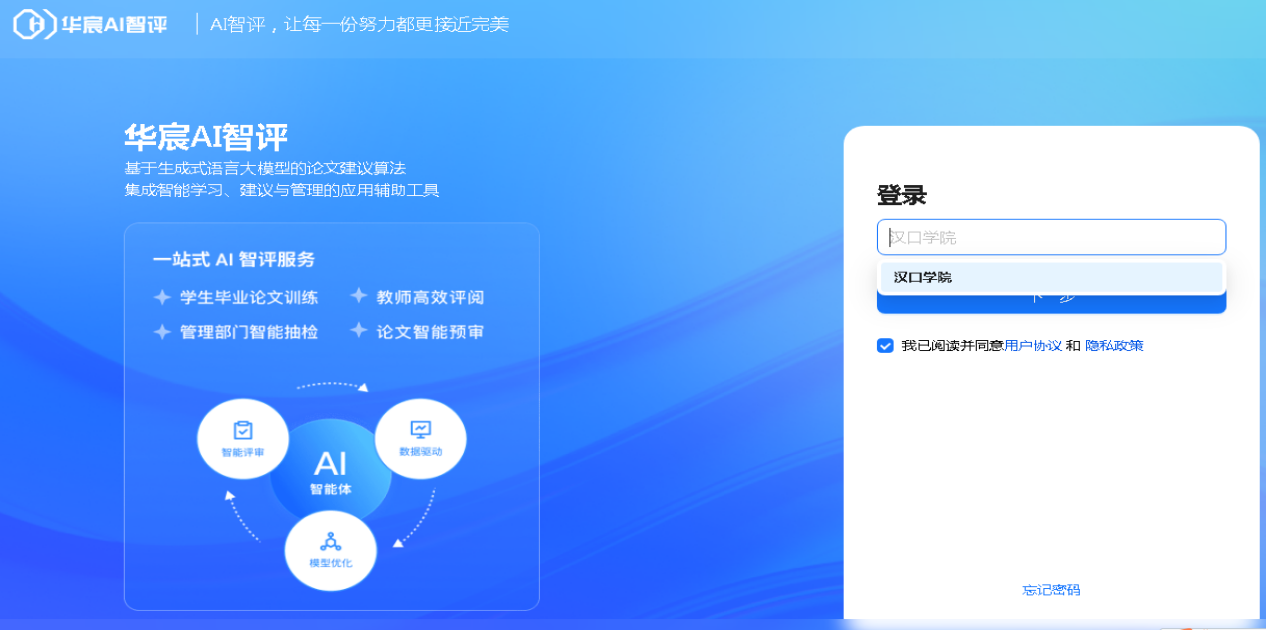 华宸AI智评
AI智评，让每一份努力都更接近完美
华宸AI智评
基于生成式语言大模型的论文建议算法
集成智能学习、建议与管理的应用辅助工具
一站式 AI 智评服务
学生毕业论文训练
教师高效评阅
管理部门智能抽检
论文智能预审
智能评审
数据驱动
AI
智能体
模型优化
登录
汉口学院
汉口学院
我已阅读并同意用户协议 和 隐私政策
忘记密码